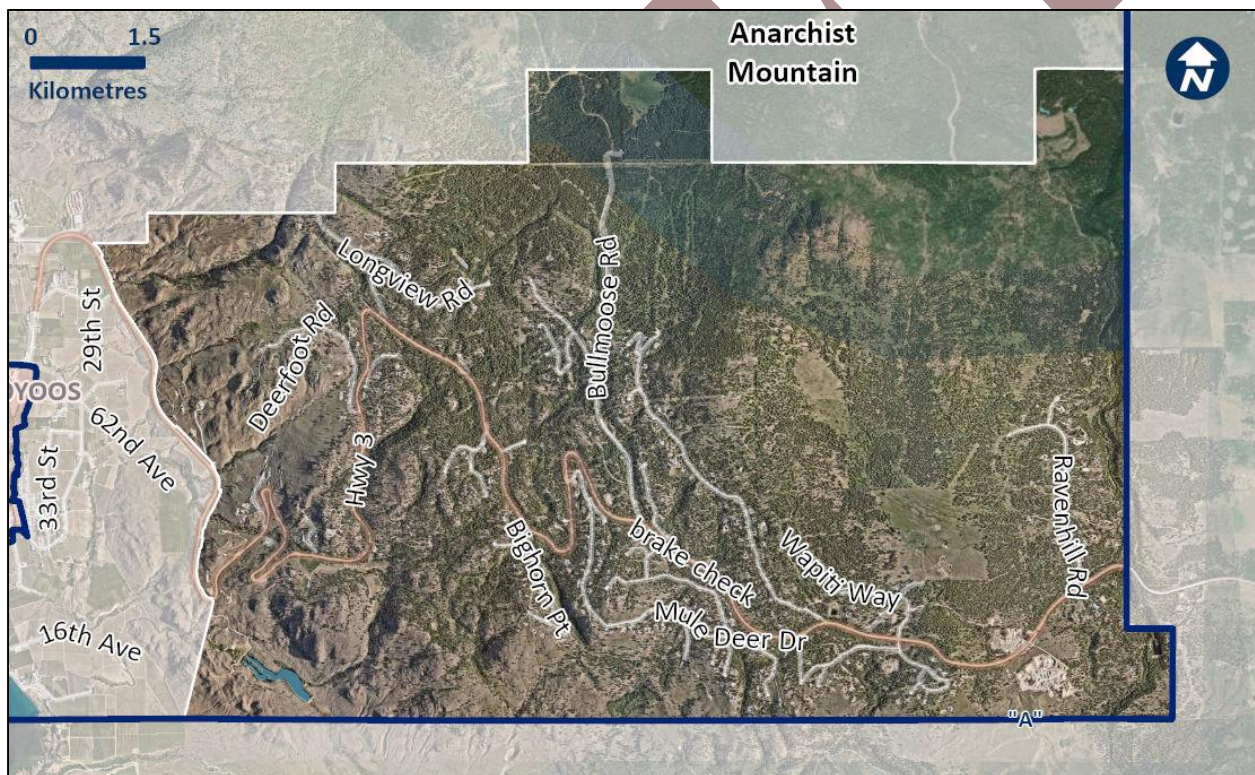 0 1.5
Kilometres
Anarchist
Mountain
N
Longview Rd
Bullmoose Rd
29th St
Deerfoot Rd
OYOOS
62nd Ave
33rd St
Hwy 3
Ravenhill Rd
Bighorn Pt
brake check
Wapiti Way
Mule Deer Dr
16th Ave
"A"